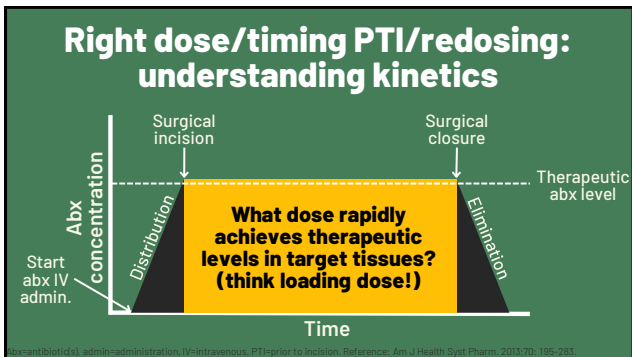 Right dose/timing PTI/redosing:
understanding kinetics
Surgical
incision
Surgical
closure
Therapeutic
abx level
Abx
concentration
Distribution
What dose rapidly
achieves therapeutic
levels in target tissues?
(think loading dose!)
Elimination
Start
abx IV
admin.
Time
Abx=antibiotic(s), admin=administration, IV=intravenous, PTI=prior to incision. Reference: Am J Health Syst Pharm. 2013;70: 195-283.